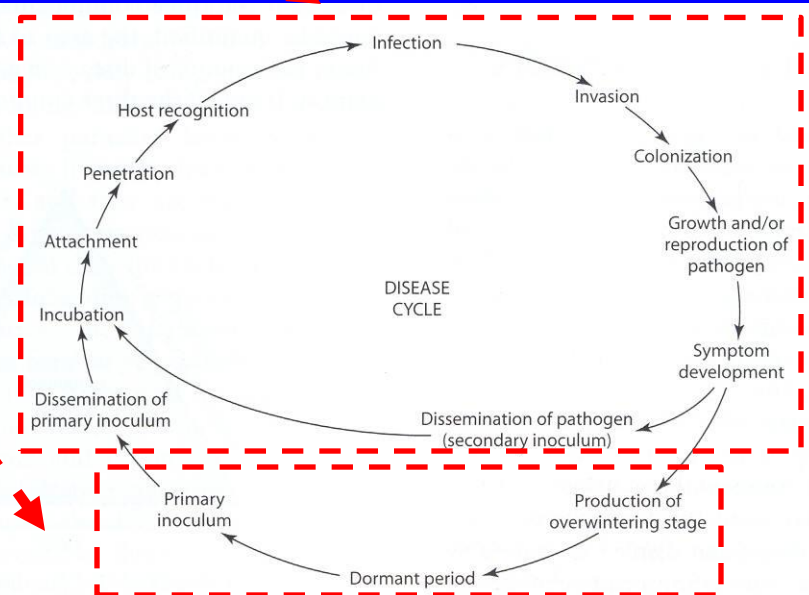 Infection
Host recognition
Invasion
Penetration
Colonization
Attachment
Growth and/or
reproduction of
pathogen
DISEASE
CYCLE
Incubation
Symptom
development
Dissemination of
primary inoculum
Dissemination of pathogen
(secondary inoculum)
Primary
inoculum
Production of
overwintering stage
Dormant period